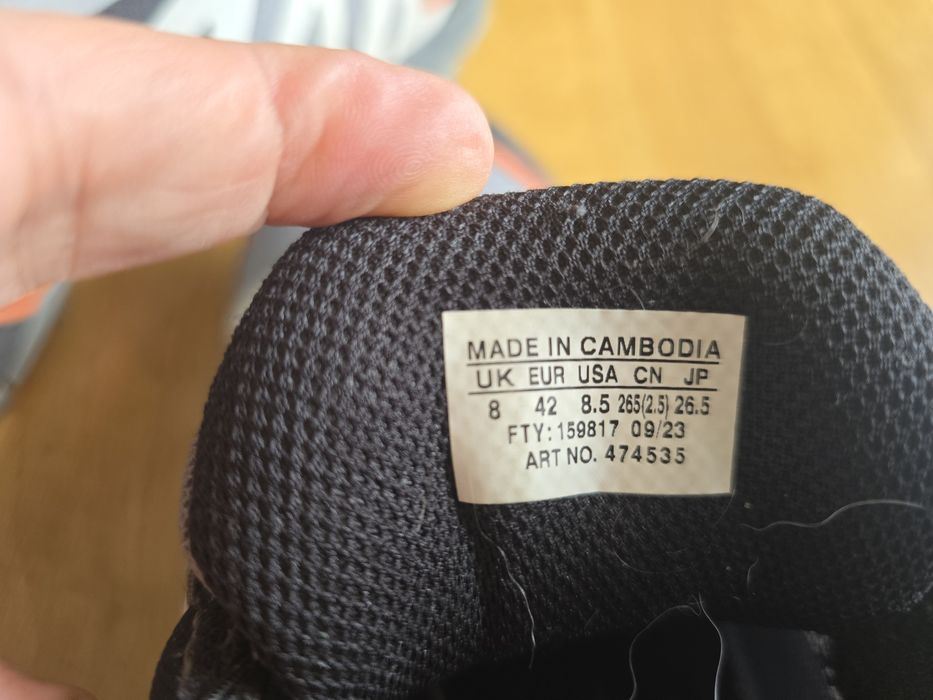 MADE IN CAMBODIA
UK EUR USA CN JP
8 42 8.5 265(2.5) 26.5
FTY: 159817 09/23
ART NO. 474535